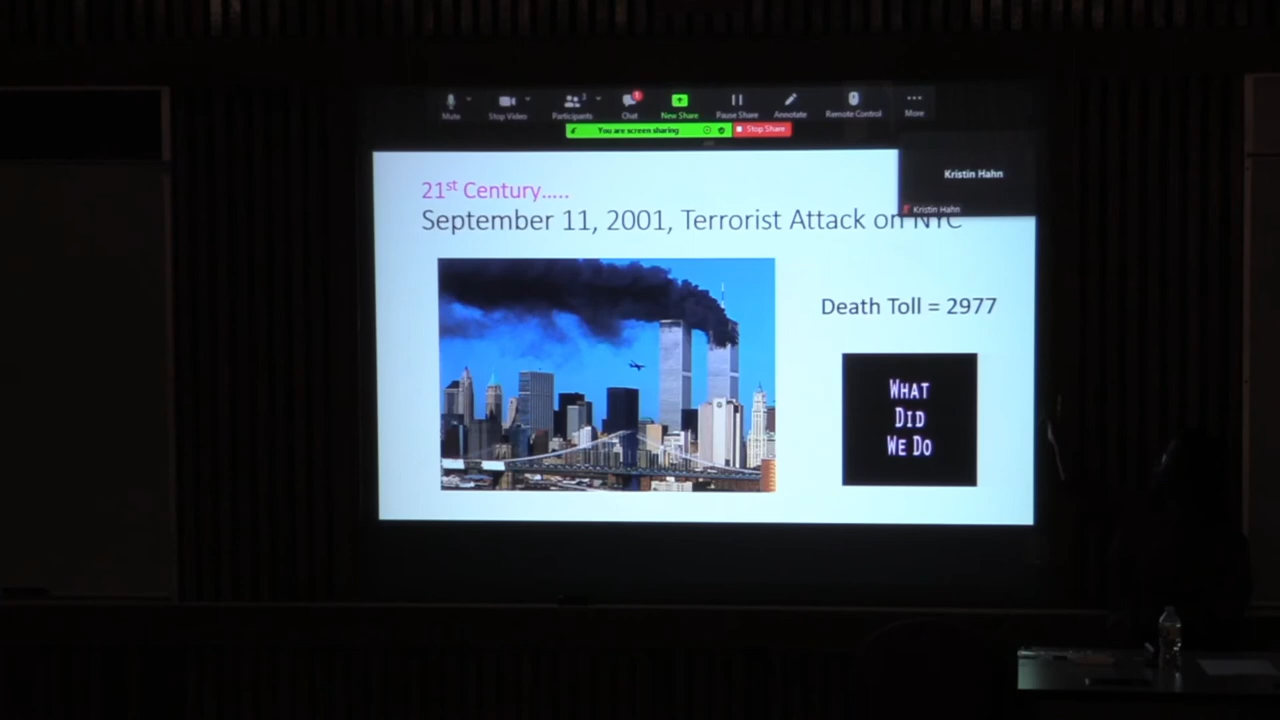 Mute
Stop Video
Participants
3
Chat
1
New Share
Pause Share
Annotate
Remote Control
More
You are screen sharing
Stop Share
Kristin Hahn
Kristin Hahn
21st Century.....
September 11, 2001, Terrorist Attack on NYC
Death Toll = 2977
WHAT
DID
WE DO